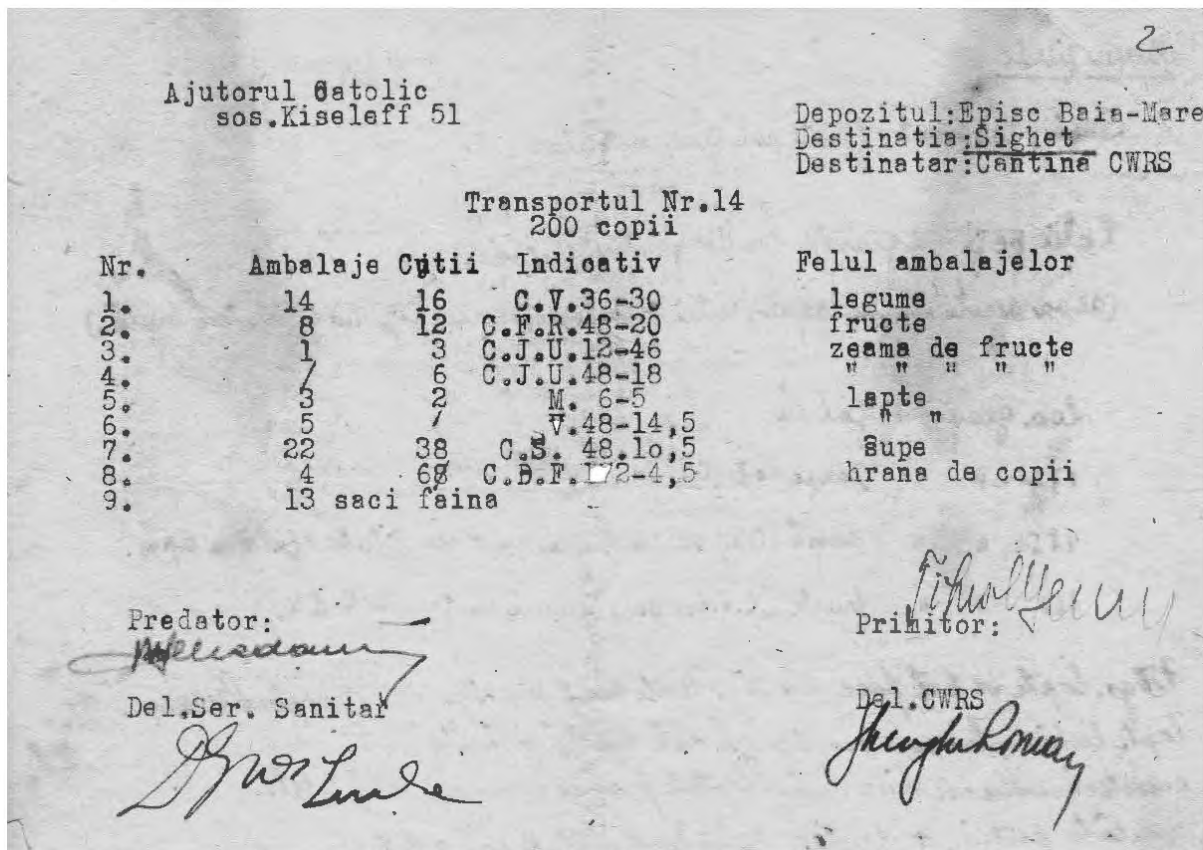 2
Ajutorul Catolic
sos.Kiseleff 51
Depozitul:Episc Baia-Mare
Destinatia:Sighet
Destinatar:Cantina CWRS
Transportul Nr.14
200 copii
Nr. Ambalaje Cutii Indicativ Felul ambalajelor
1. 14 16 C.V.36-30 legume
2. 8 12 C.F.R.48-20 fructe
3. 1 3 C.J.U.12-46 zeama de fructe
4. / 6 C.J.U.48-18 " " " " "
5. 3 2 M. 6-5 lapte
6. 5 / V.48-14,5 " "
7. 22 38 C.S. 48.lo,5 supe
8. 4 68 C.B.F.172-4,5 hrana de copii
9. 13 saci faina
Predator:
Primitor:
Del.Ser. Sanitar
Del.CWRS